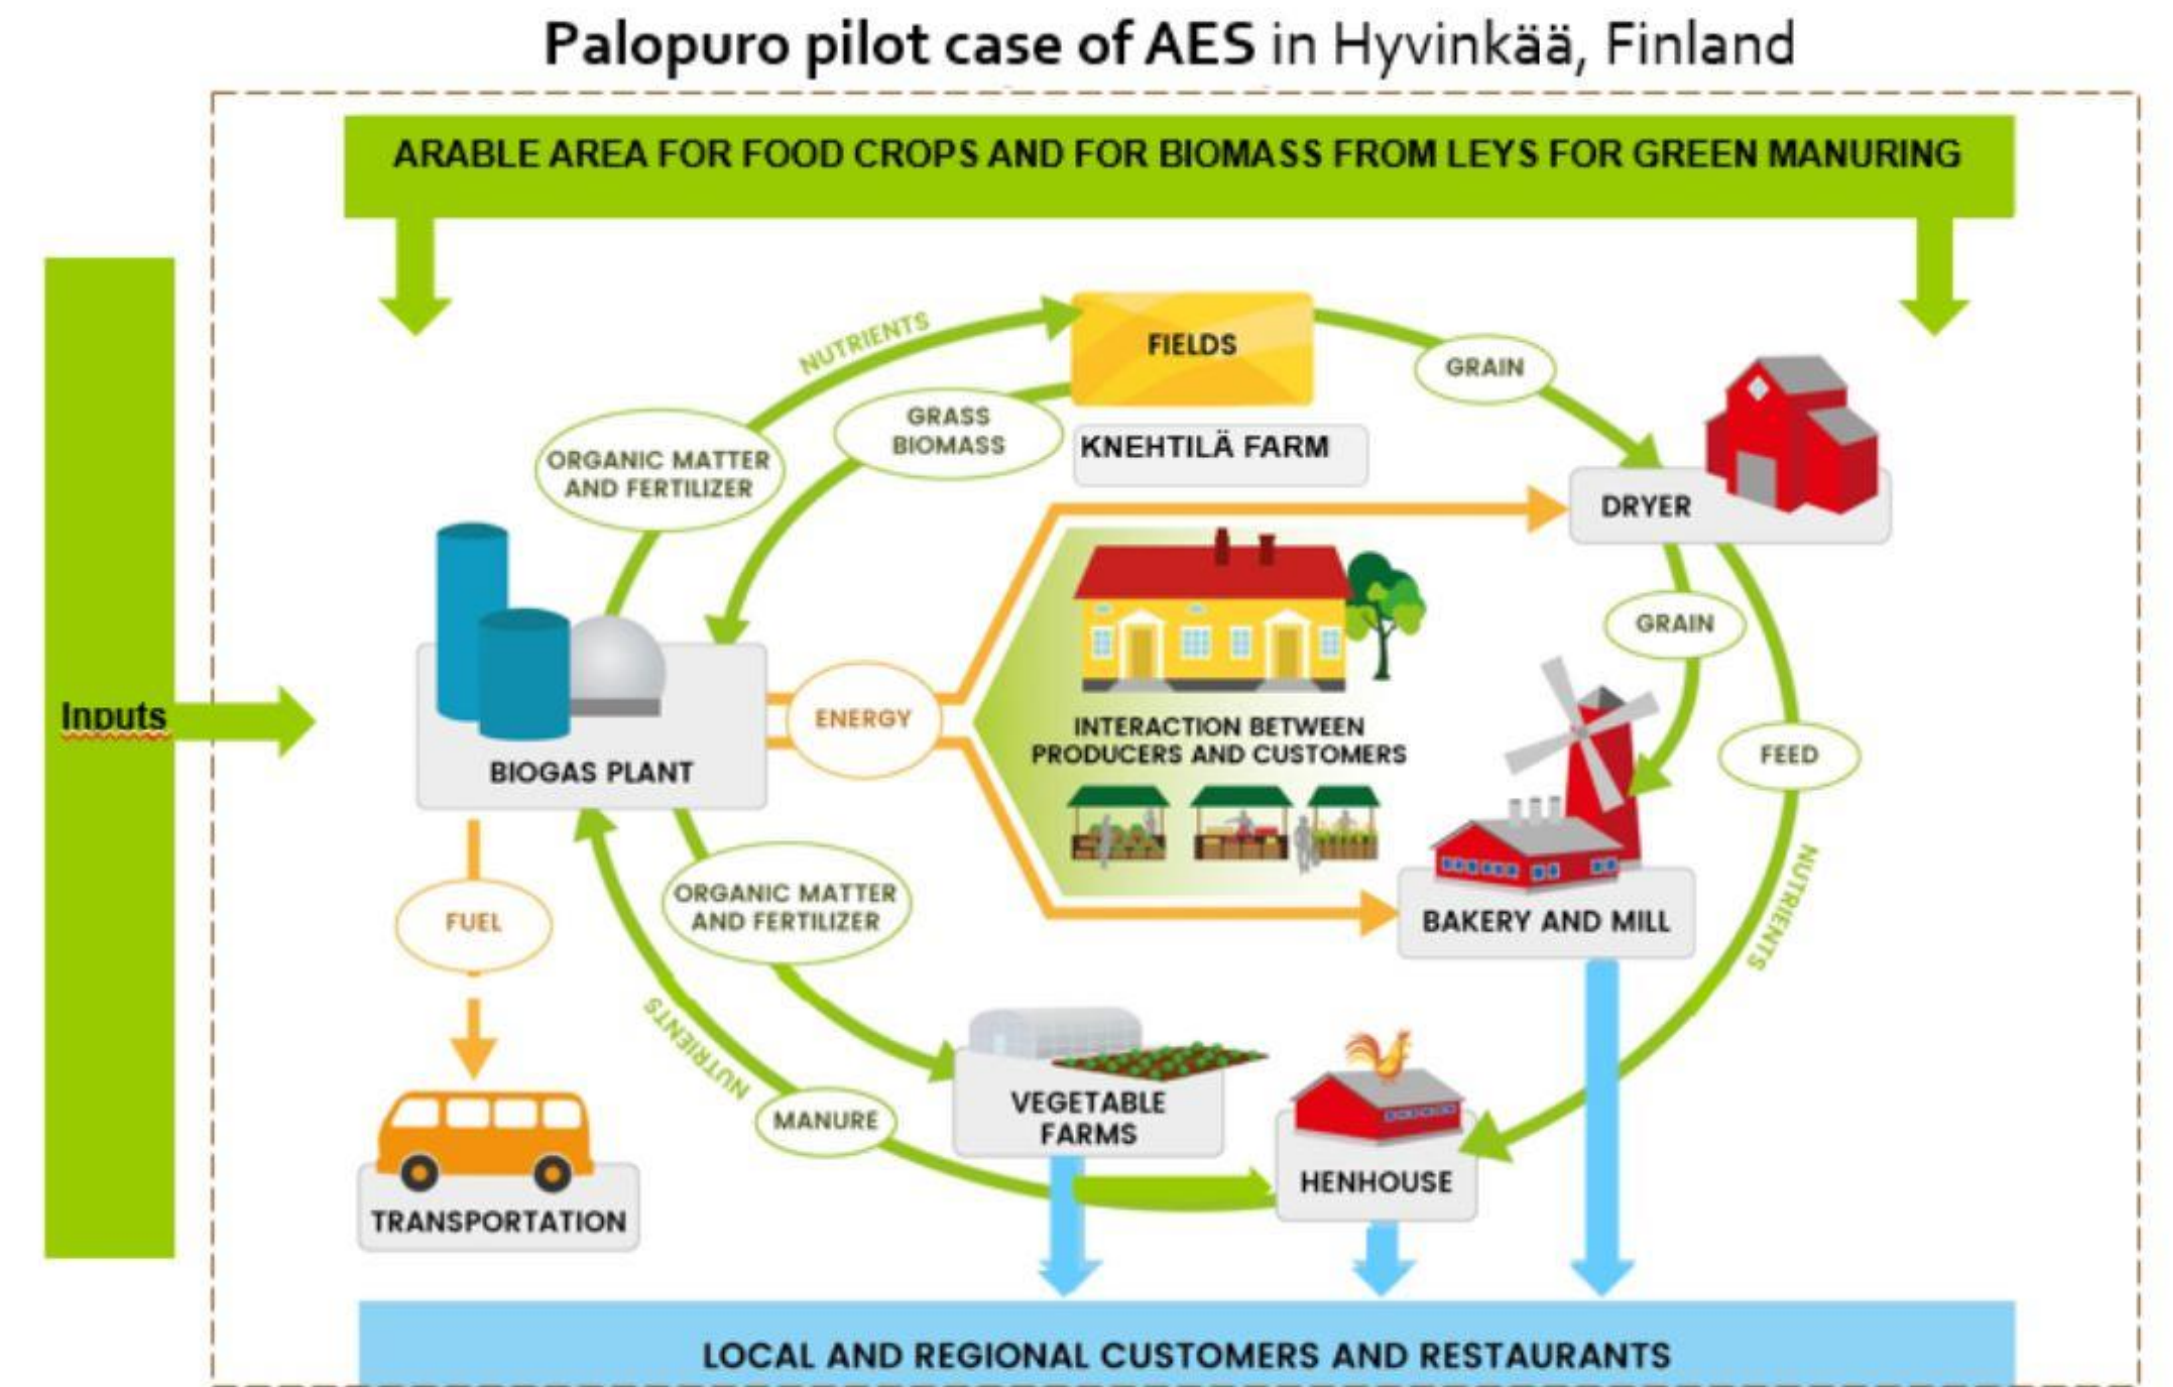 Palopuro pilot case of AES in Hyvinkää, Finland
ARABLE AREA FOR FOOD CROPS AND FOR BIOMASS FROM LEYS FOR GREEN MANURING
Inputs
NUTRIENTS
FIELDS
GRAIN
GRASS
BIOMASS
KNEHTILÄ FARM
ORGANIC MATTER
AND FERTILIZER
DRYER
GRAIN
ENERGY
INTERACTION BETWEEN
PRODUCERS AND CUSTOMERS
FEED
BIOGAS PLANT
ORGANIC MATTER
AND FERTILIZER
FUEL
BAKERY AND MILL
NUTRIENTS
NUTRIENTS
MANURE
VEGETABLE
FARMS
HENHOUSE
TRANSPORTATION
LOCAL AND REGIONAL CUSTOMERS AND RESTAURANTS